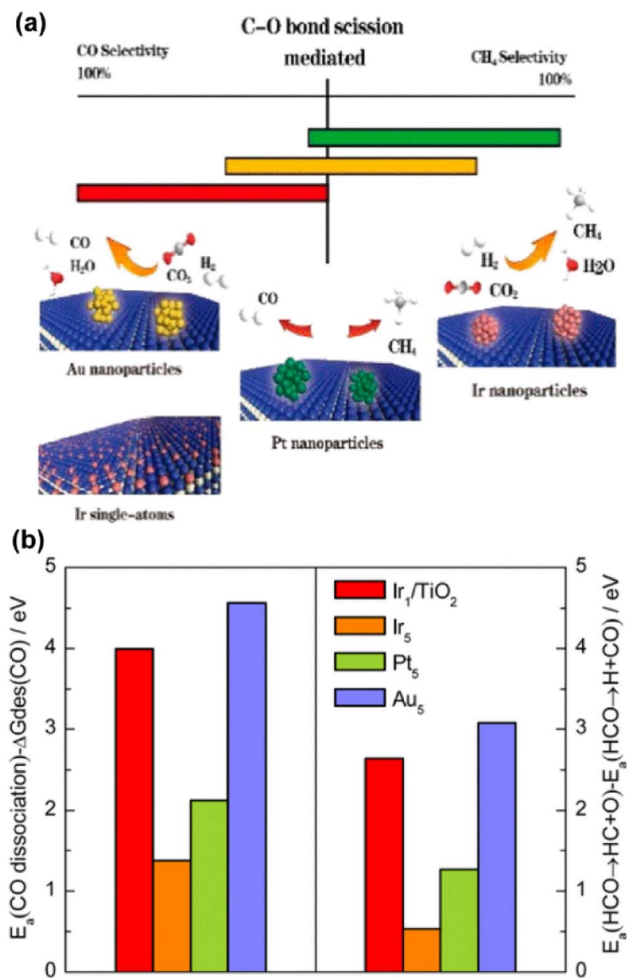 (a)
C–O bond scission
mediated
CO Selectivity
100%
CH₄ Selectivity
100%
CO
H₂O
CO₂
H₂
Au nanoparticles
CO
CH₄
Pt nanoparticles
H₂
CO₂
CH₄
H2O
Ir nanoparticles
Ir single-atoms
(b)
Eₐ(CO dissociation)-ΔGdes(CO) / eV
5
4
3
2
1
0
Ir₁/TiO₂
Ir₅
Pt₅
Au₅
5
4
3
2
1
0
Eₐ(HCO→HC+O)-Eₐ(HCO→H+CO) / eV